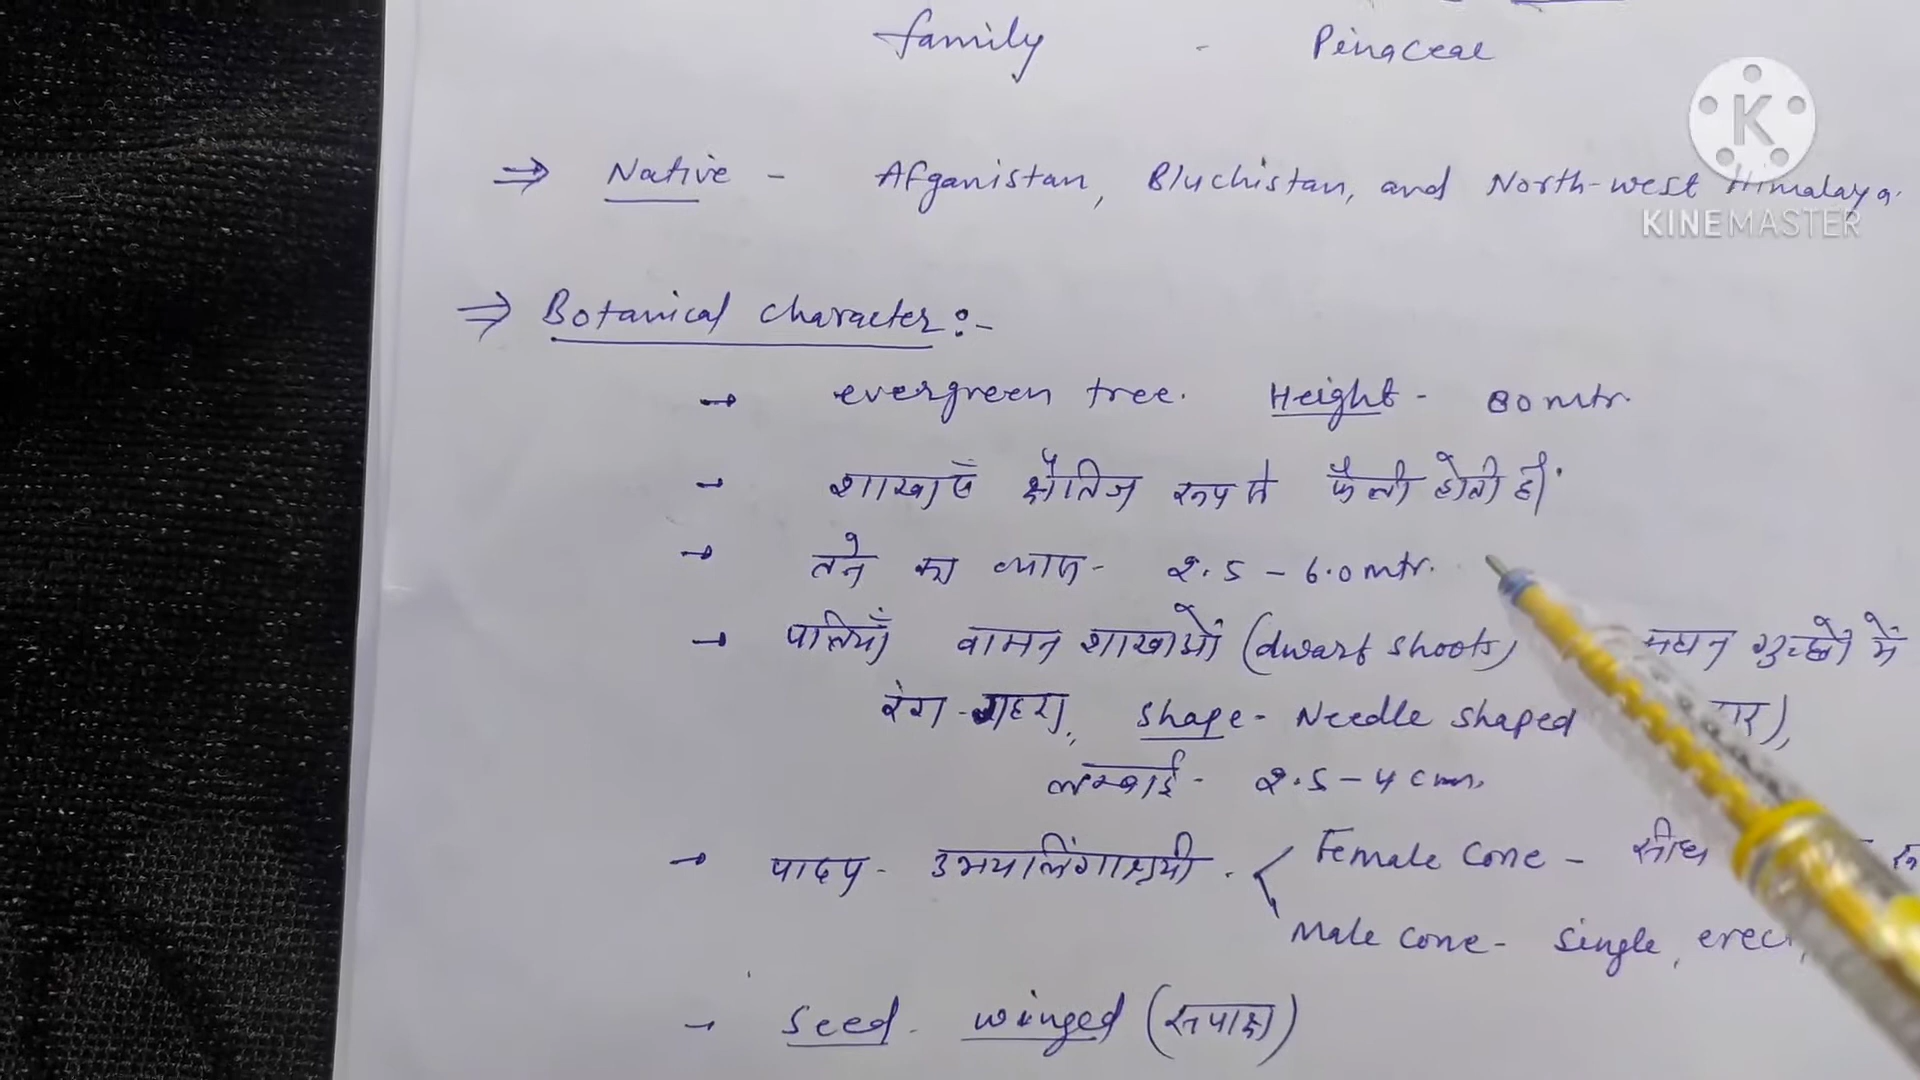 family - Pinaceae
⇒ Native - Afganistan, Bluchistan, and North-west Himalaya.
K
KINEMASTER
⇒ Botanical character :-
→ evergreen tree. Height - 80 mtr.
→ शाखाएँ क्षैतिज रूप से फैली होती हैं.
→ तने का व्यास - 2.5 - 6.0 mtr.
→ पत्तियाँ वामन शाखाओं (dwarf shoots) सघन गुच्छो में
रंग - गहरा, shape - Needle shaped
लम्बाई - 2.5 - 4 cm.
→ पादप - उभयलिंगाश्रयी . < Female cone - सीधे
Male cone - single, erect,
→ seed - winged (सपक्ष)